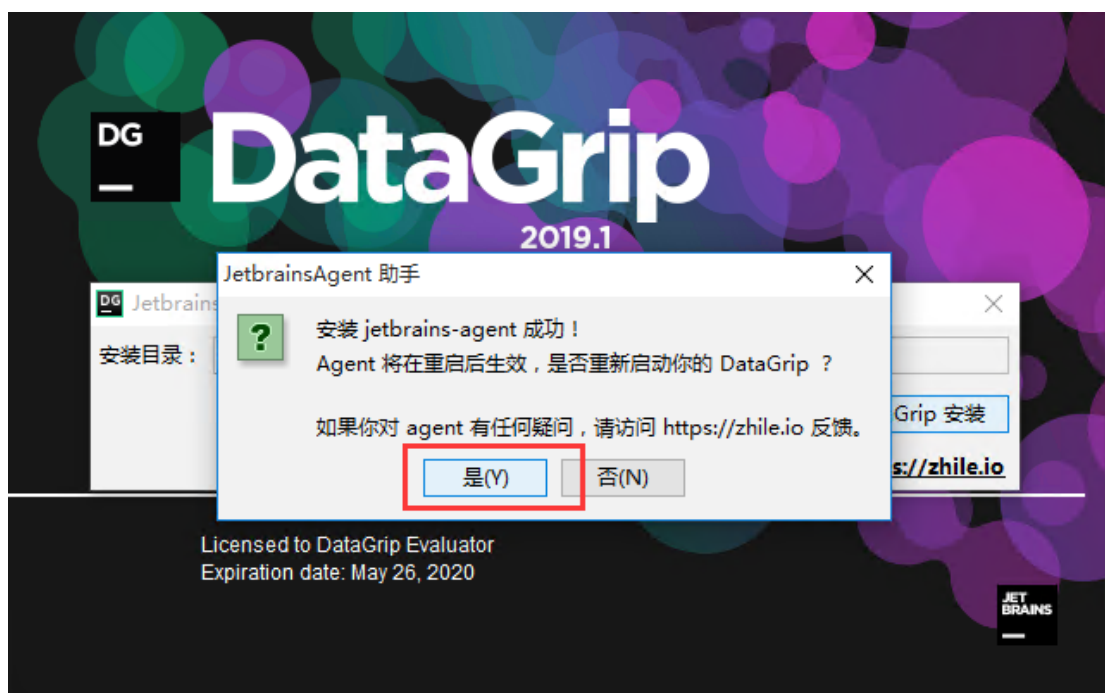 DG
DataGrip
2019.1
JetbrainsAgent 助手
Jetbrains
安装 jetbrains-agent 成功！
安装目录：
Agent 将在重启后生效，是否重新启动你的 DataGrip ？
Grip 安装
如果你对 agent 有任何疑问，请访问 https://zhile.io 反馈。
是(Y)
否(N)
s://zhile.io
Licensed to DataGrip Evaluator
Expiration date: May 26, 2020
JET
BRAINS